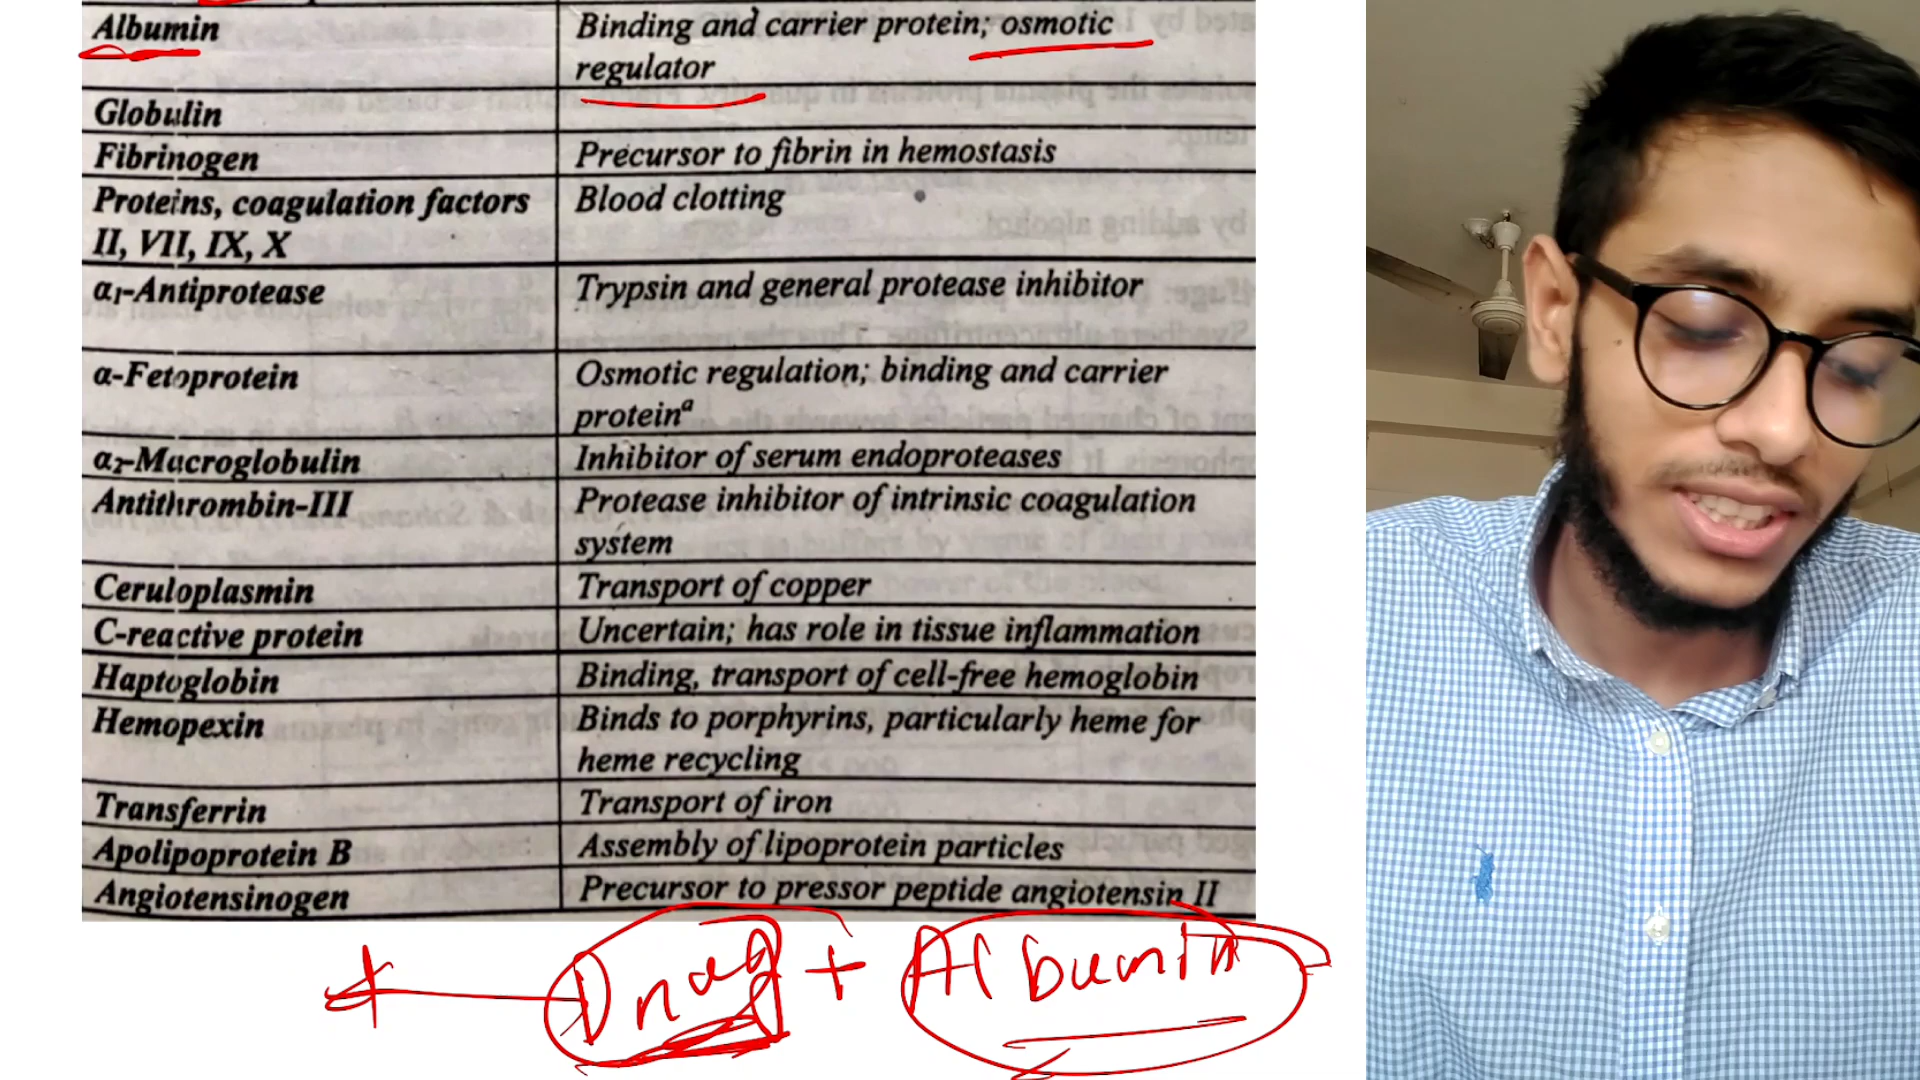 Albumin
Binding and carrier protein; osmotic
regulator
Globulin
Fibrinogen
Precursor to fibrin in hemostasis
Proteins, coagulation factors
II, VII, IX, X
Blood clotting
α₁-Antiprotease
Trypsin and general protease inhibitor
α-Fetoprotein
Osmotic regulation; binding and carrier
proteinᵃ
α₂-Macroglobulin
Inhibitor of serum endoproteases
Antithrombin-III
Protease inhibitor of intrinsic coagulation
system
Ceruloplasmin
Transport of copper
C-reactive protein
Uncertain; has role in tissue inflammation
Haptoglobin
Binding, transport of cell-free hemoglobin
Hemopexin
Binds to porphyrins, particularly heme for
heme recycling
Transferrin
Transport of iron
Apolipoprotein B
Assembly of lipoprotein particles
Angiotensinogen
Precursor to pressor peptide angiotensin II
Drug + Albumin